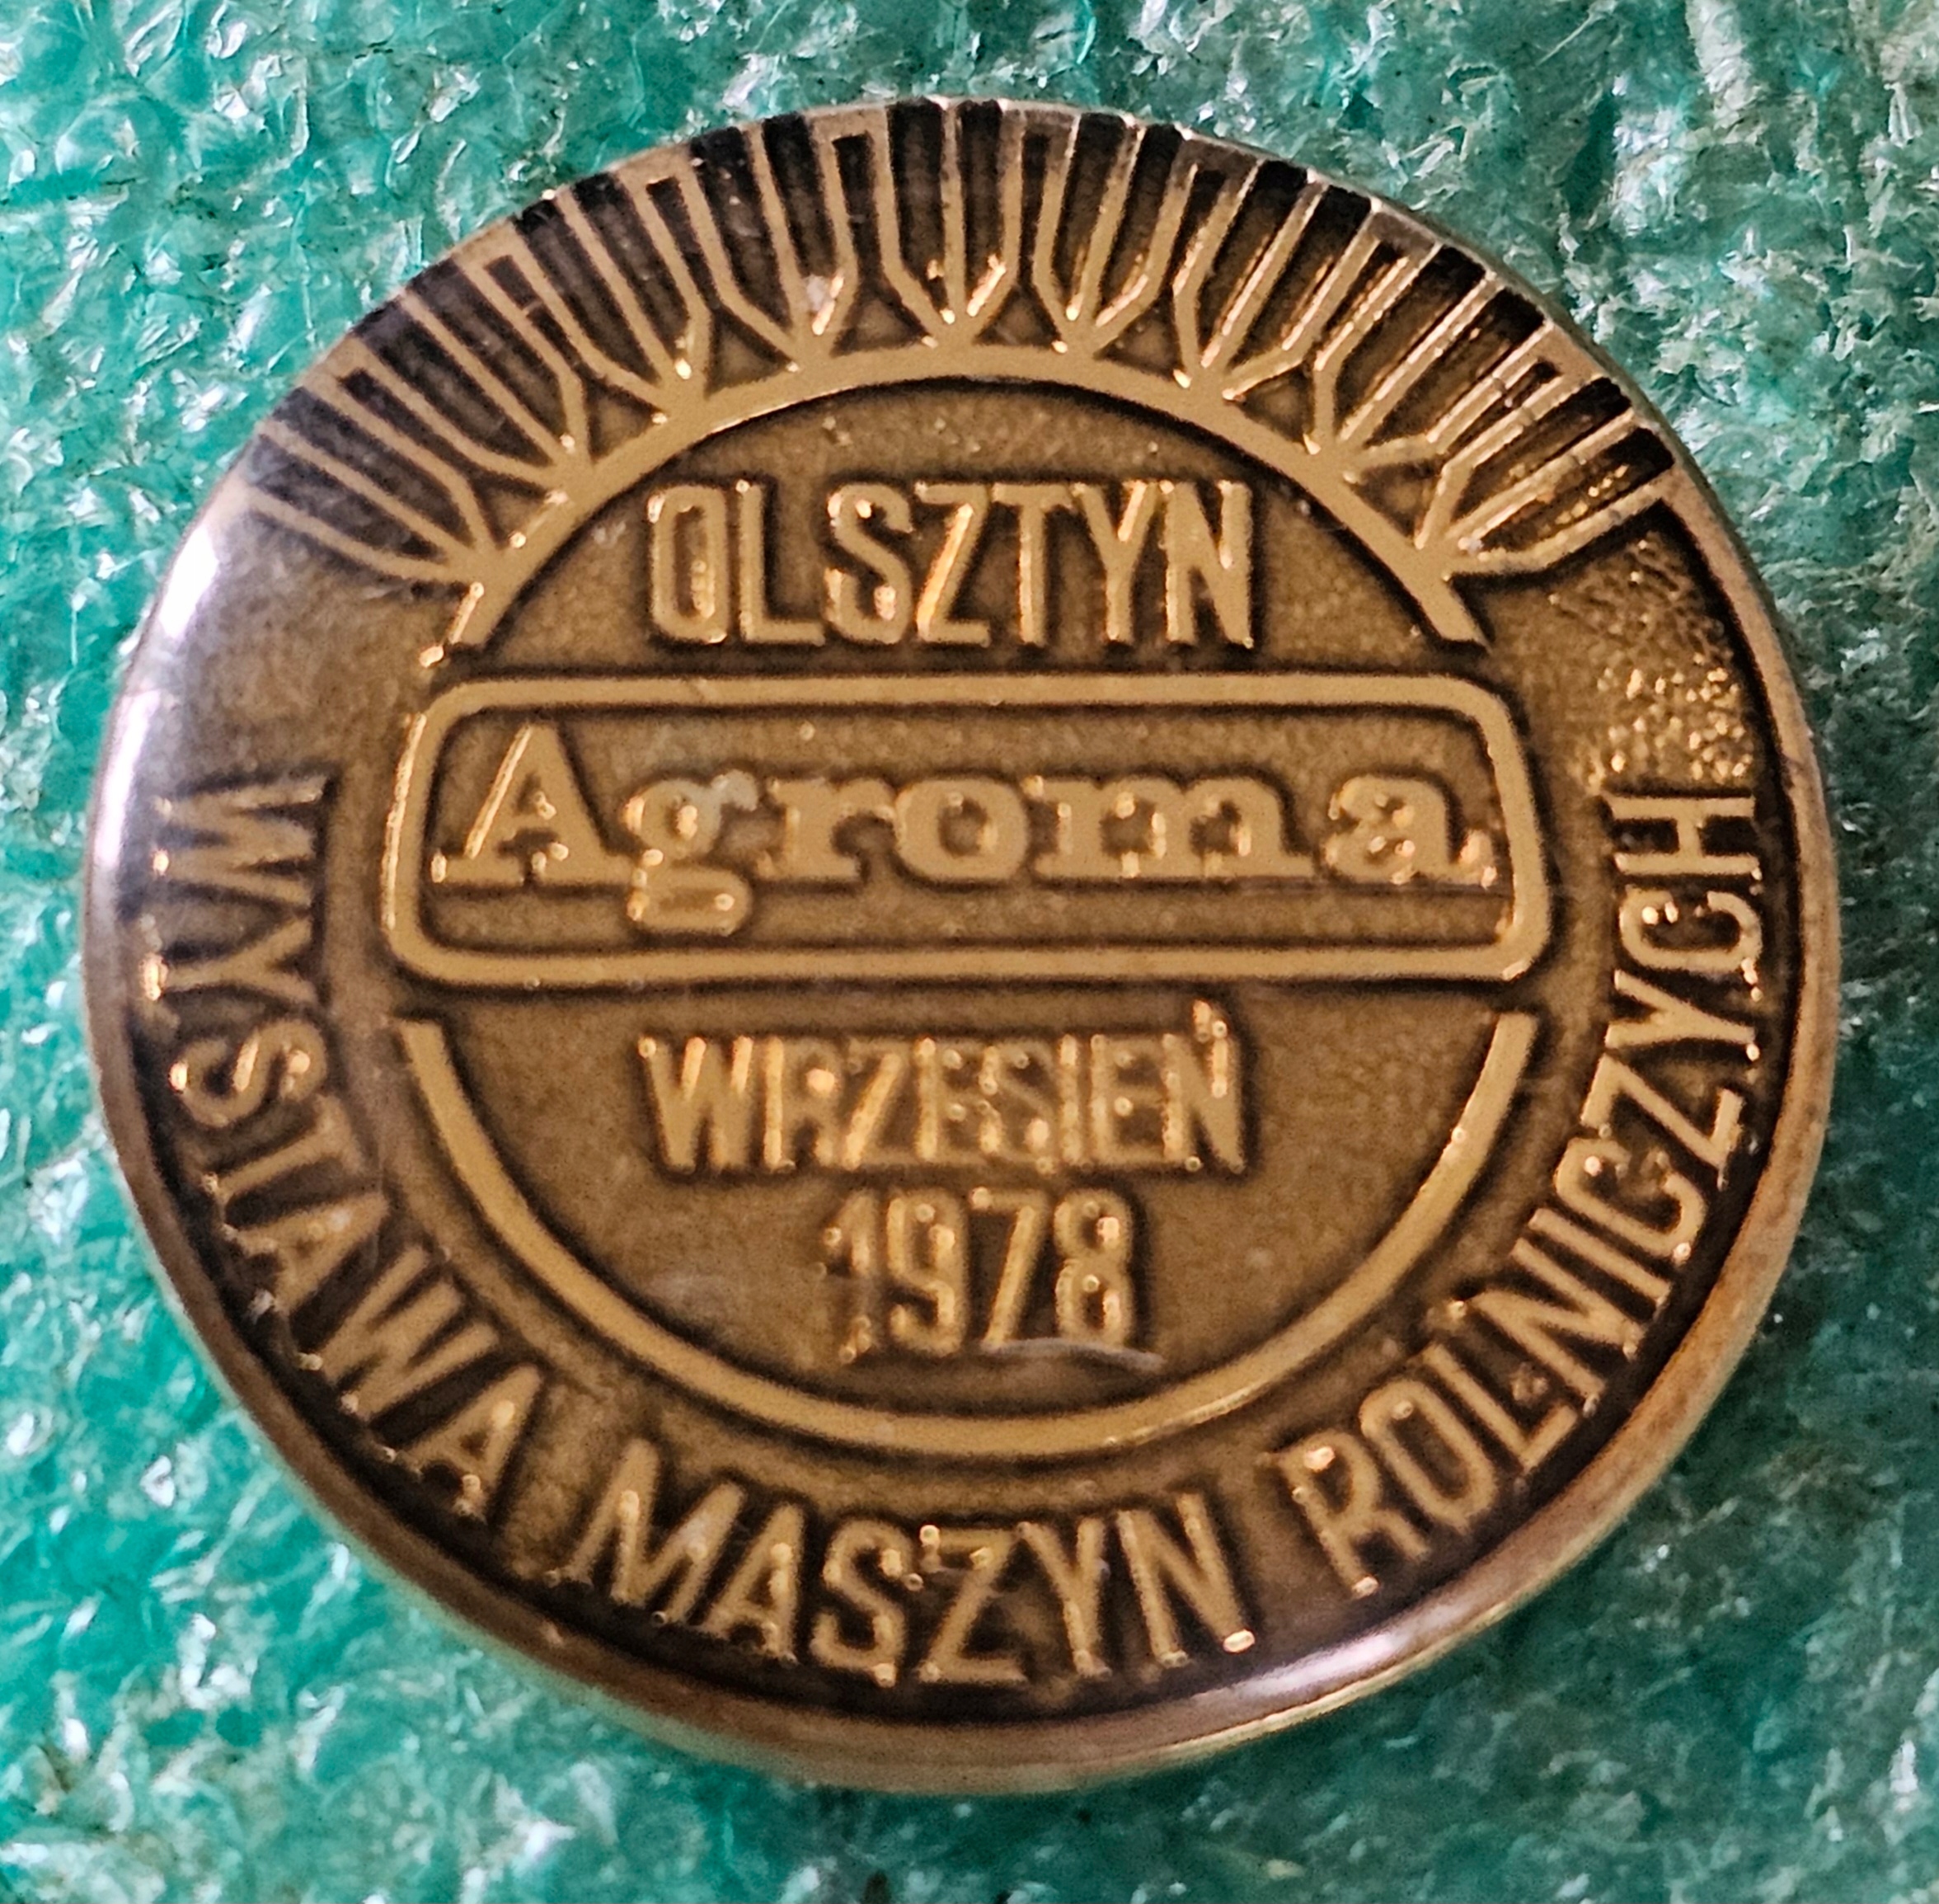 OLSZTYN
Agroma
WRZESIEŃ
1978
WYSTAWA MASZYN ROLNICZYCH